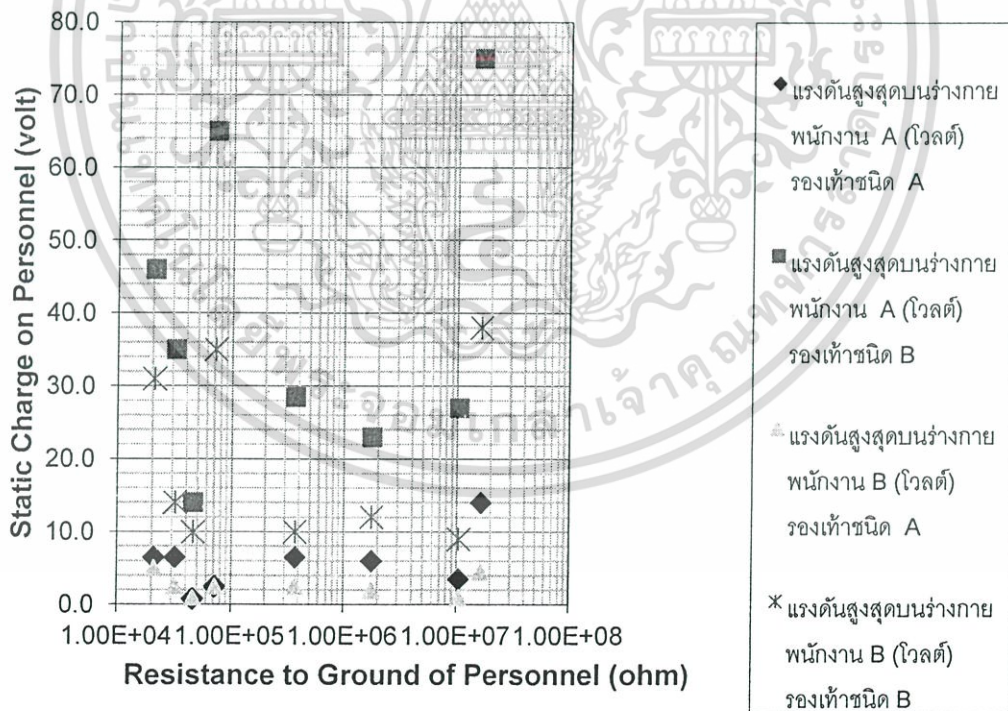 80.0
70.0
60.0
50.0
40.0
30.0
20.0
10.0
0.0
Static Charge on Personnel (volt)
1.00E+04 1.00E+05 1.00E+06 1.00E+07 1.00E+08
Resistance to Ground of Personnel (ohm)
แรงดันสูงสุดบนร่างกาย
พนักงาน A (โวลต์)
รองเท้าชนิด A
แรงดันสูงสุดบนร่างกาย
พนักงาน A (โวลต์)
รองเท้าชนิด B
แรงดันสูงสุดบนร่างกาย
พนักงาน B (โวลต์)
รองเท้าชนิด A
แรงดันสูงสุดบนร่างกาย
พนักงาน B (โวลต์)
รองเท้าชนิด B